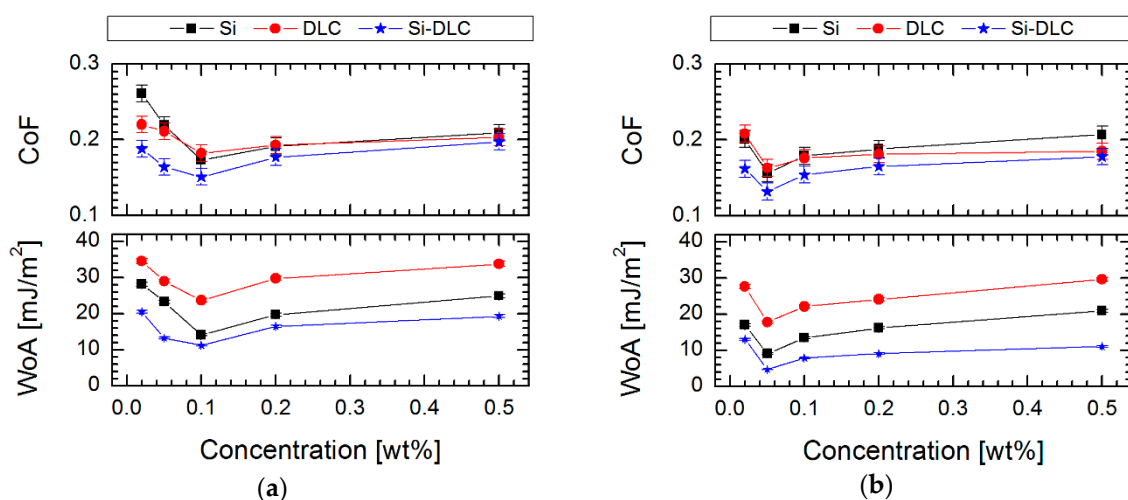 Si DLC Si-DLC
0.3
0.2
0.1
CoF
40
30
20
10
0
WoA [mJ/m²]
0.0 0.1 0.2 0.3 0.4 0.5
Concentration [wt%]
(a)
Si DLC Si-DLC
0.3
0.2
0.1
CoF
40
30
20
10
0
WoA [mJ/m²]
0.0 0.1 0.2 0.3 0.4 0.5
Concentration [wt%]
(b)